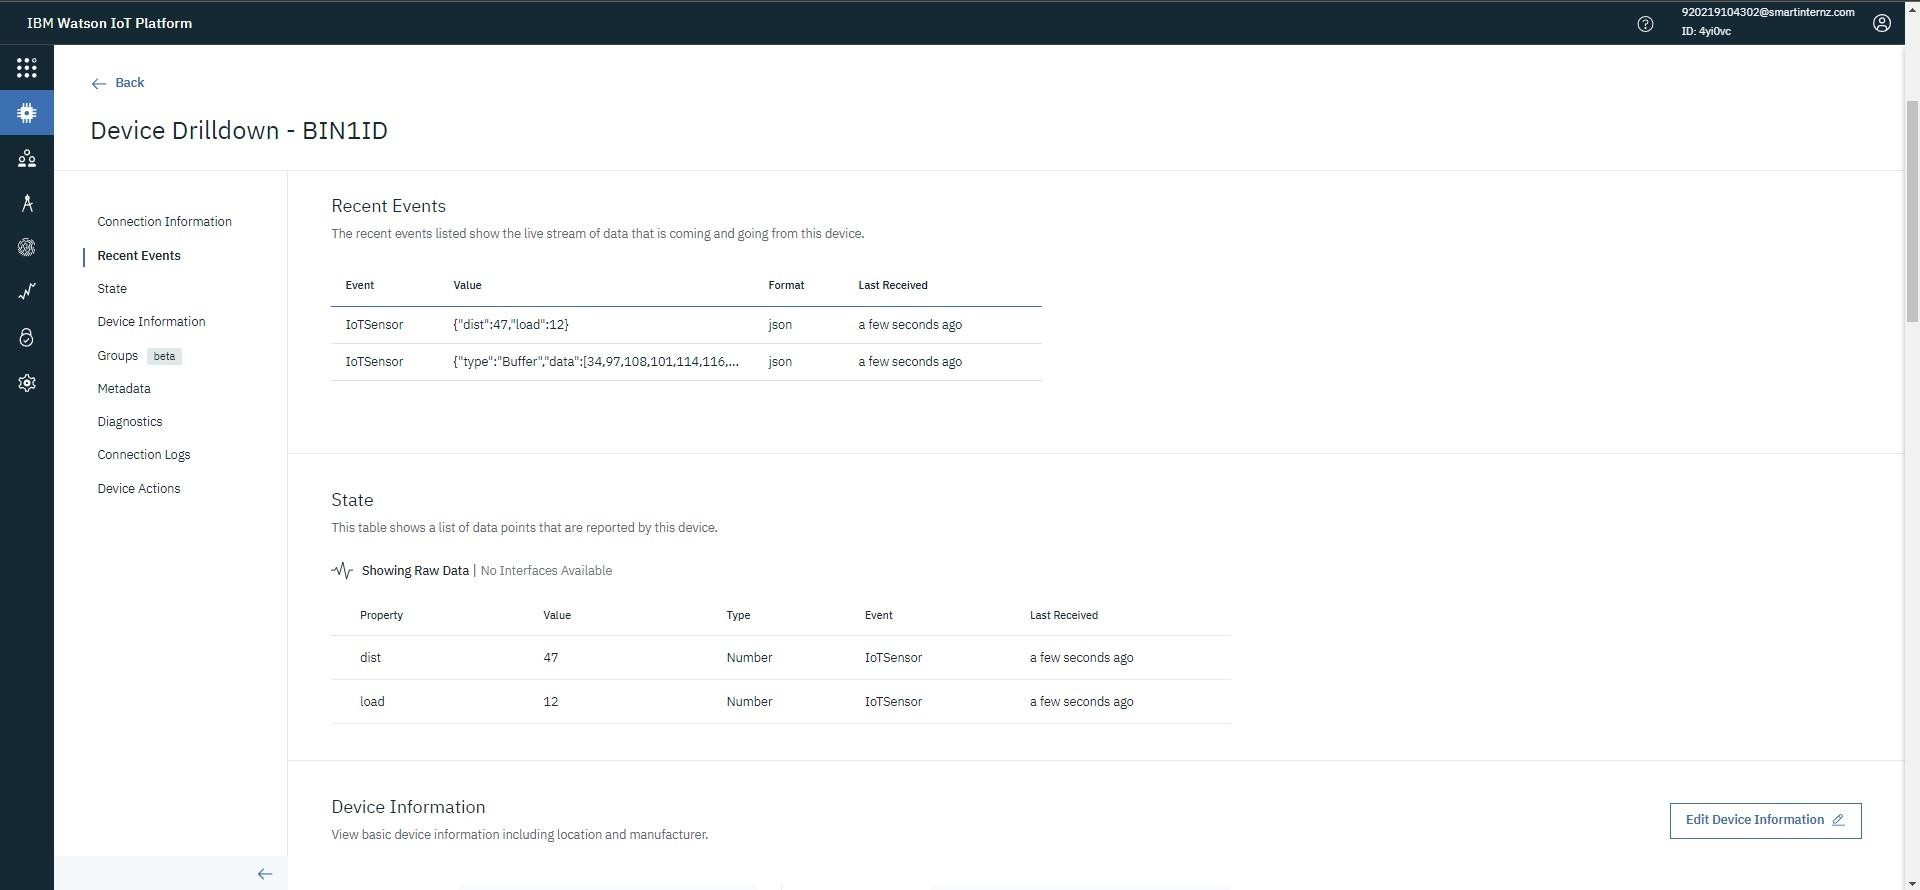 IBM Watson IoT Platform
920219104302@smartinternz.com
ID: 4yi0vc
Back
Device Drilldown - BIN1ID
Connection Information
Recent Events
State
Device Information
Groups beta
Metadata
Diagnostics
Connection Logs
Device Actions
Recent Events
The recent events listed show the live stream of data that is coming and going from this device.
Event Value Format Last Received
IoTSensor {"dist":47,"load":12} json a few seconds ago
IoTSensor {"type":"Buffer","data":[34,97,108,101,114,116,... json a few seconds ago
State
This table shows a list of data points that are reported by this device.
Showing Raw Data | No Interfaces Available
Property Value Type Event Last Received
dist 47 Number IoTSensor a few seconds ago
load 12 Number IoTSensor a few seconds ago
Device Information
View basic device information including location and manufacturer.
Edit Device Information